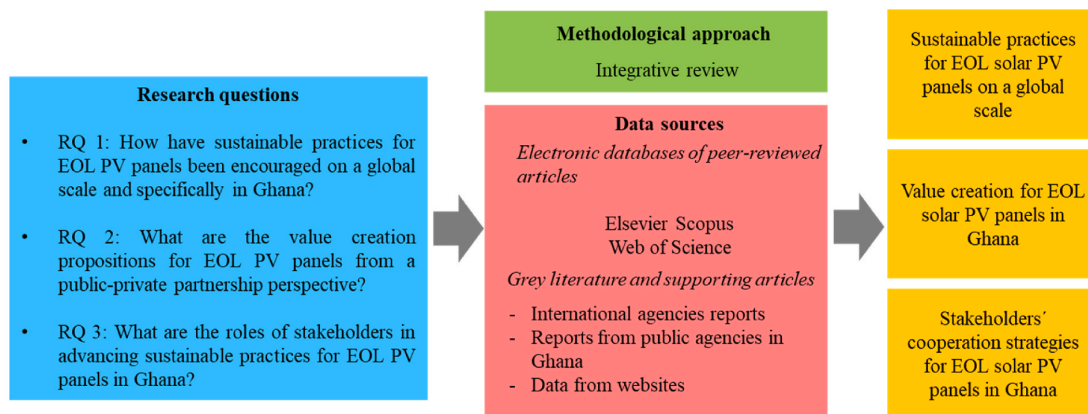 Research questions
• RQ 1: How have sustainable practices for
EOL PV panels been encouraged on a global
scale and specifically in Ghana?
• RQ 2: What are the value creation
propositions for EOL PV panels from a
public-private partnership perspective?
• RQ 3: What are the roles of stakeholders in
advancing sustainable practices for EOL PV
panels in Ghana?
Methodological approach
Integrative review
Data sources
Electronic databases of peer-reviewed
articles
Elsevier Scopus
Web of Science
Grey literature and supporting articles
- International agencies reports
- Reports from public agencies in
Ghana
- Data from websites
Sustainable practices
for EOL solar PV
panels on a global
scale
Value creation for EOL
solar PV panels in
Ghana
Stakeholders´
cooperation strategies
for EOL solar PV
panels in Ghana